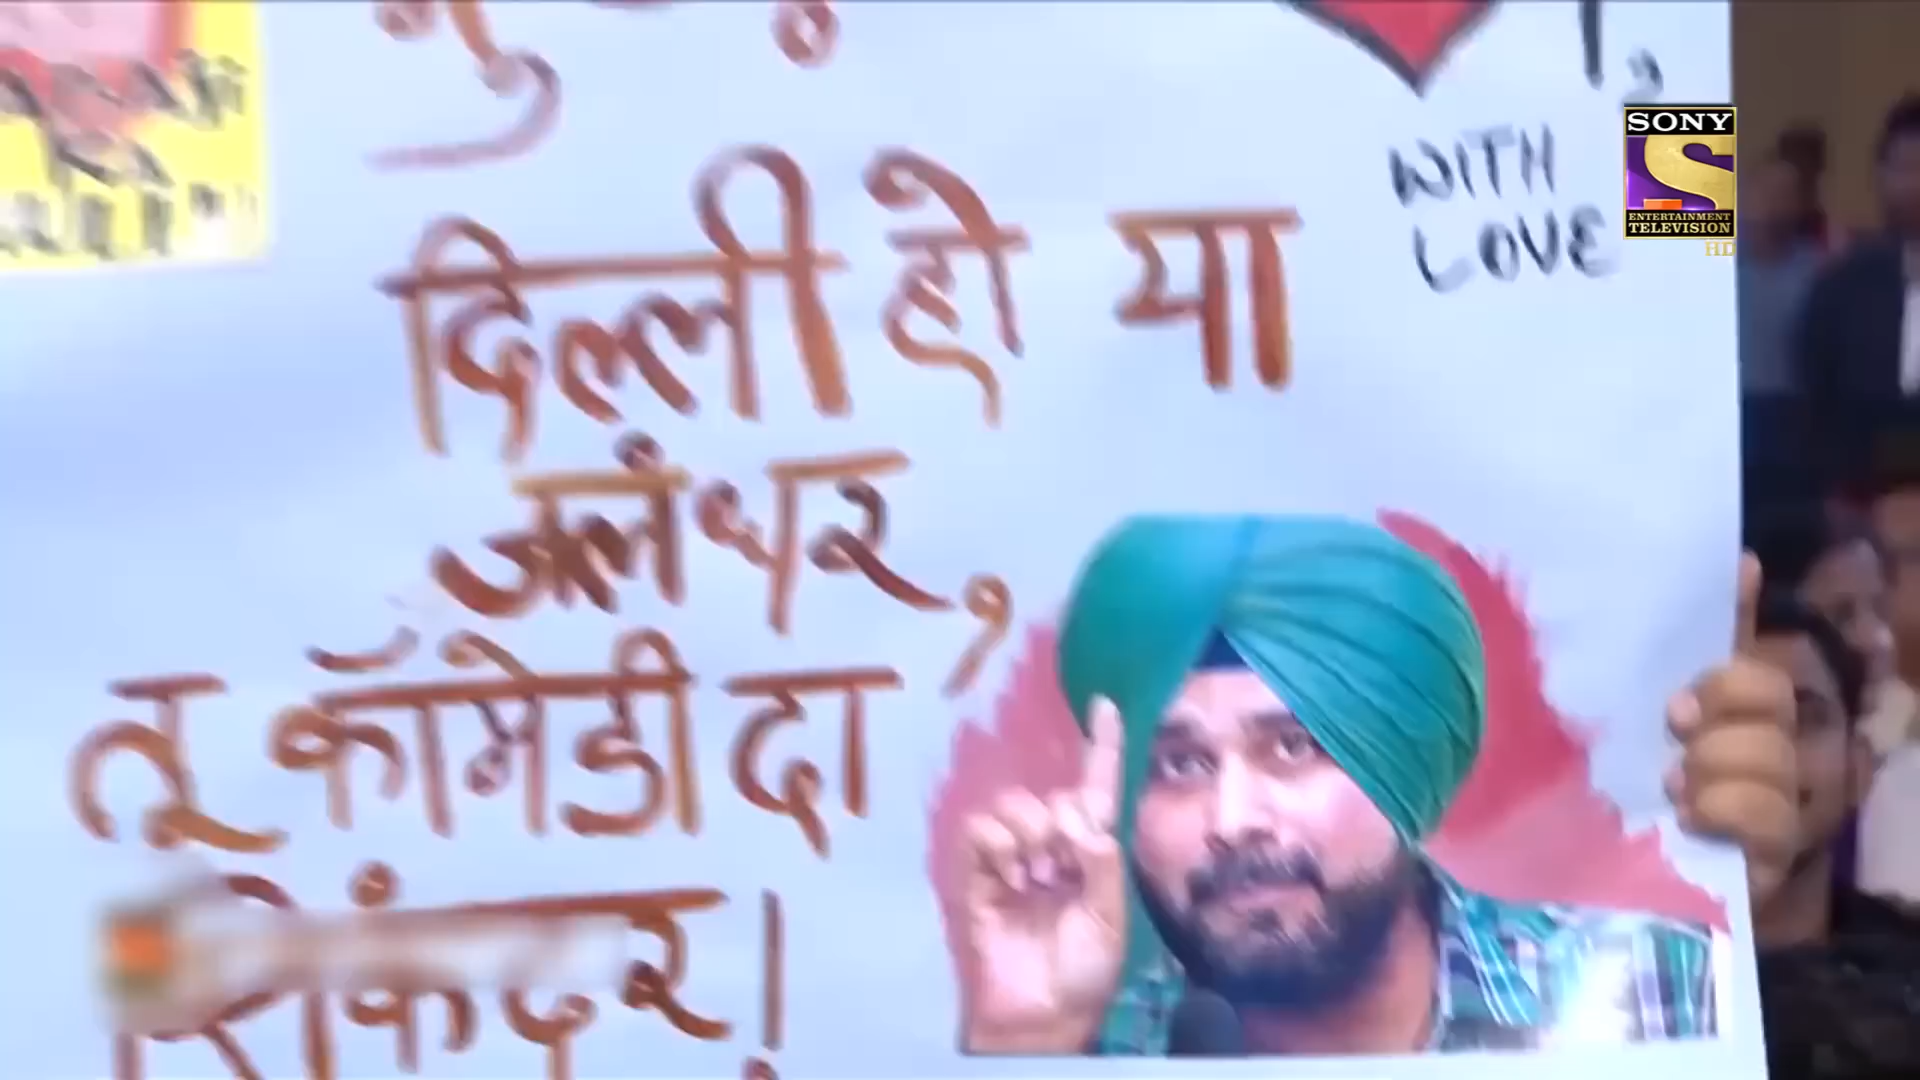 WITH
LOVE
SONY
ENTERTAINMENT
TELEVISION
HD
दिल्ली हो या
जलंधर,
तू कॉमेडी दा
सिकंदर!